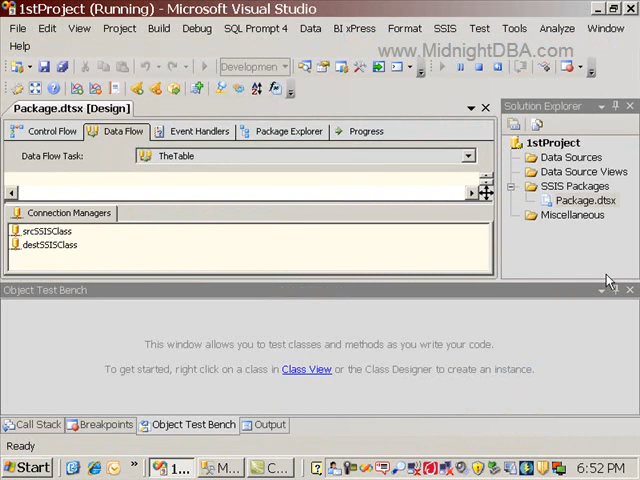 1stProject (Running) - Microsoft Visual Studio
File Edit View Project Build Debug SQL Prompt 4 Data BI xPress Format SSIS Test Tools Analyze Window
Help
www.MidnightDBA.com
Developmen
Package.dtsx [Design]
Control Flow Data Flow Event Handlers Package Explorer Progress
Data Flow Task: TheTable
Connection Managers
srcSSISClass
destSSISClass
Solution Explorer
1stProject
Data Sources
Data Source Views
SSIS Packages
Package.dtsx
Miscellaneous
Object Test Bench
This window allows you to test classes and methods as you write your code.
To get started, right click on a class in Class View or the Class Designer to create an instance.
Call Stack Breakpoints Object Test Bench Output
Ready
Start » 1... M... C... 6:52 PM